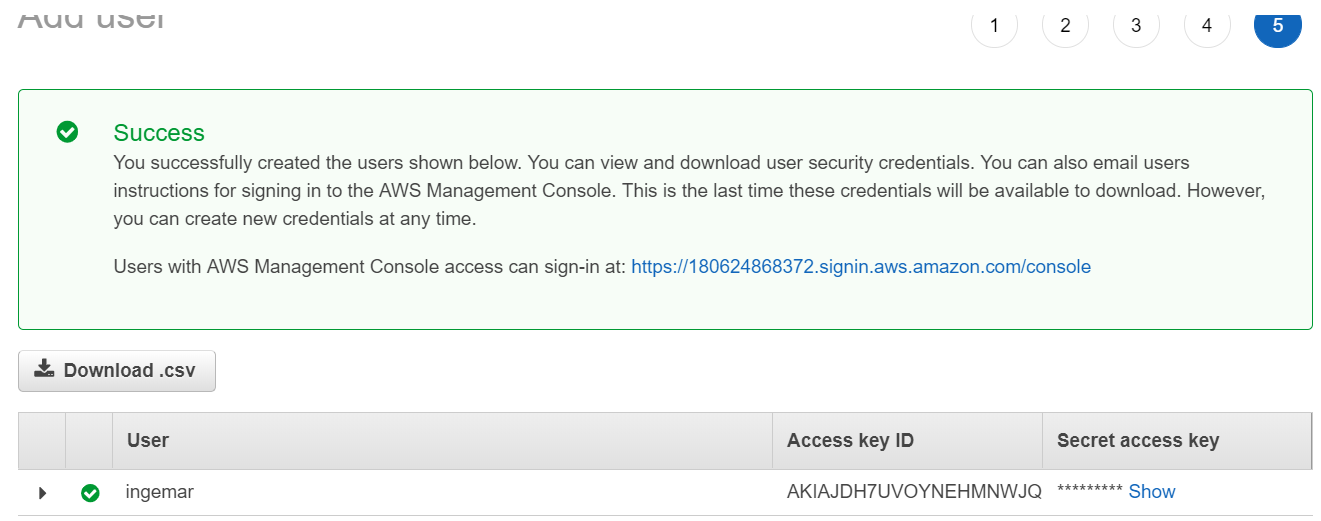 Add user
1 2 3 4 5
Success
You successfully created the users shown below. You can view and download user security credentials. You can also email users
instructions for signing in to the AWS Management Console. This is the last time these credentials will be available to download. However,
you can create new credentials at any time.
Users with AWS Management Console access can sign-in at: https://180624868372.signin.aws.amazon.com/console
Download .csv
User Access key ID Secret access key
ingemar AKIAJDH7UVOYNEHMNWJQ ********* Show